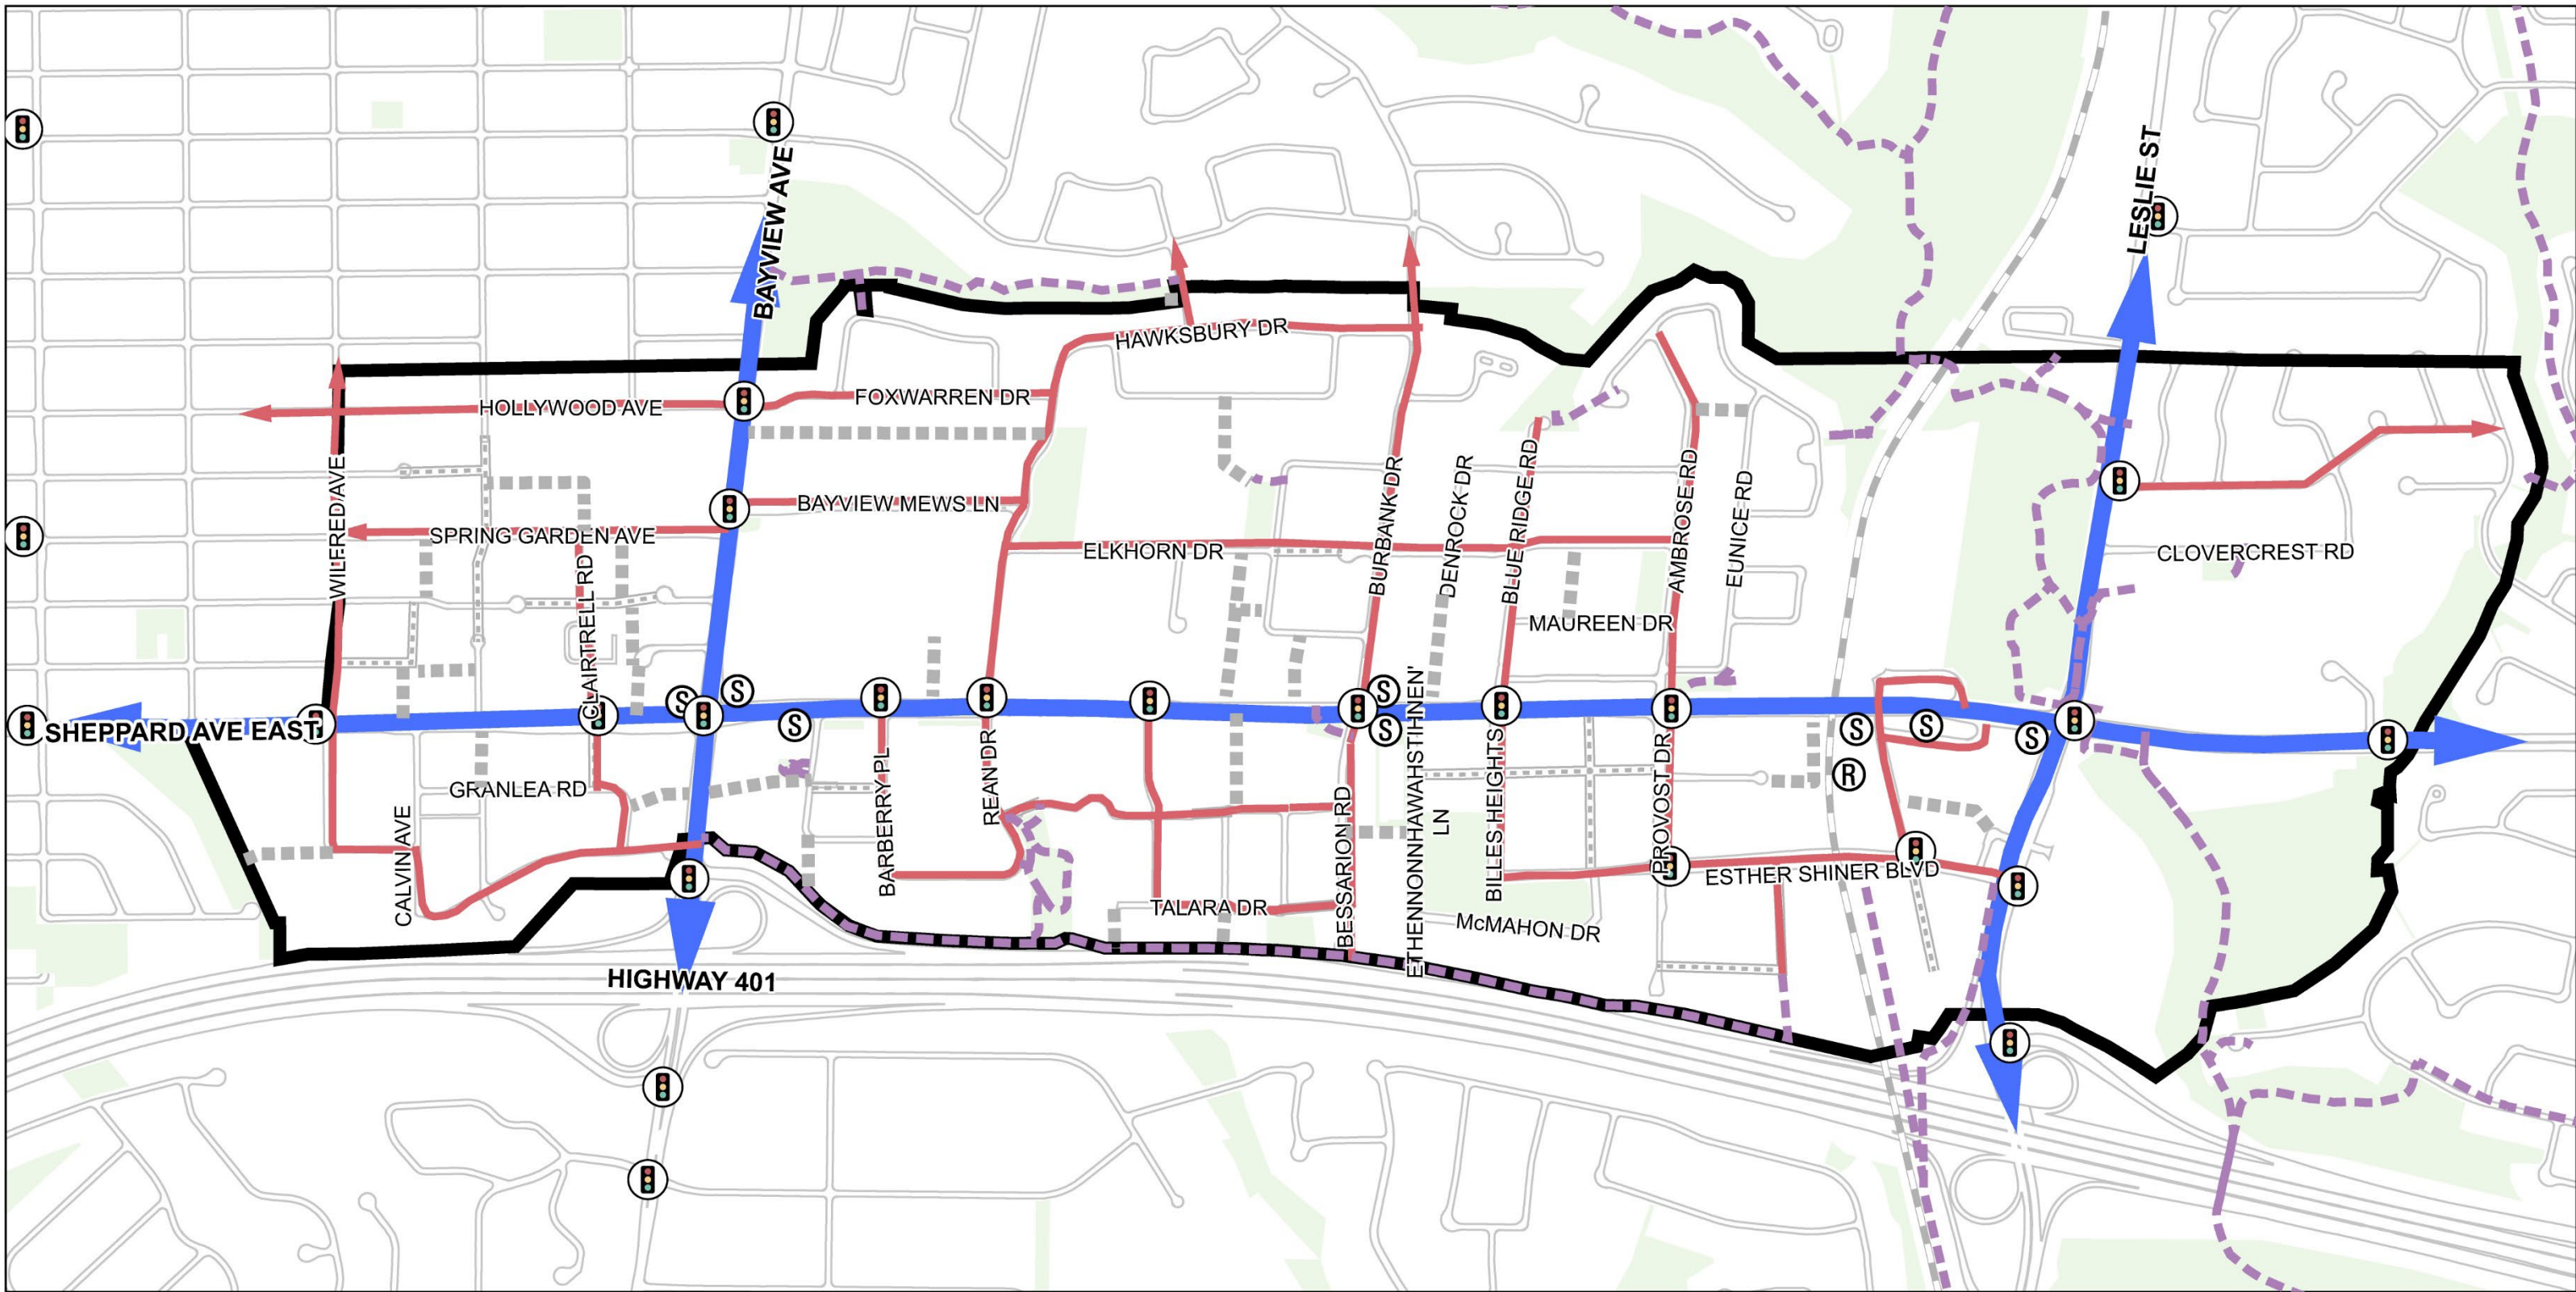 BAYVIEW AVE
LESLIE ST
HAWKSBURY DR
HOLLYWOOD AVE
FOXWARREN DR
WILFRED AVE
SPRING GARDEN AVE
BAYVIEW MEWS LN
ELKHORN DR
BURBANK DR
DENROCK DR
BLUE RIDGE RD
AMBROSE RD
EUNICE RD
CLOVERCREST RD
CLAIRTRELL RD
MAUREEN DR
SHEPPARD AVE EAST
S
S
S
S
S
S
S
S
R
GRANLEA RD
CALVIN AVE
BARBERRY PL
REAN DR
BESSARION RD
ETHENNONNHAWAHSTIHNEN'
LN
BILLES HEIGHTS
PROVOST DR
ESTHER SHINER BLVD
TALARA DR
McMAHON DR
HIGHWAY 401